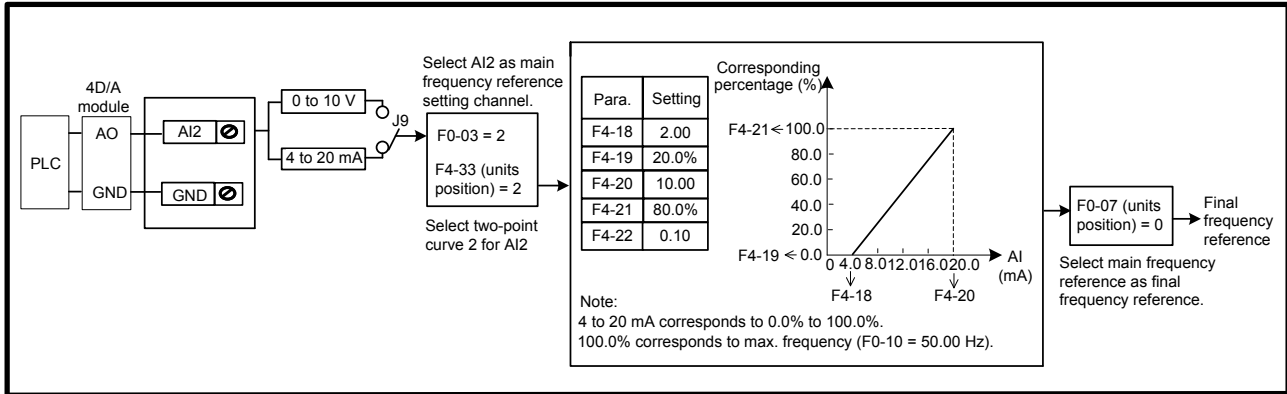 PLC
4D/A
module
AO
GND
AI2
GND
0 to 10 V
4 to 20 mA
J9
Select AI2 as main
frequency reference
setting channel.
F0-03 = 2
F4-33 (units
position) = 2
Select two-point
curve 2 for AI2
Para. Setting
F4-18 2.00
F4-19 20.0%
F4-20 10.00
F4-21 80.0%
F4-22 0.10
Corresponding
percentage (%)
F4-21 100.0
80.0
60.0
40.0
20.0
F4-19 0.0
0 4.0 8.0 12.0 16.0 20.0 AI
(mA)
F4-18 F4-20
Note:
4 to 20 mA corresponds to 0.0% to 100.0%.
100.0% corresponds to max. frequency (F0-10 = 50.00 Hz).
F0-07 (units
position) = 0
Select main frequency
reference as final
frequency reference.
Final
frequency
reference